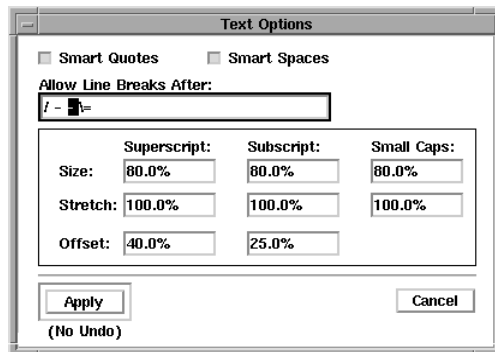 Text Options
Smart Quotes Smart Spaces
Allow Line Breaks After:
/ - - \=
Superscript: Subscript: Small Caps:
Size: 80.0% 80.0% 80.0%
Stretch: 100.0% 100.0% 100.0%
Offset: 40.0% 25.0%
Apply Cancel
(No Undo)